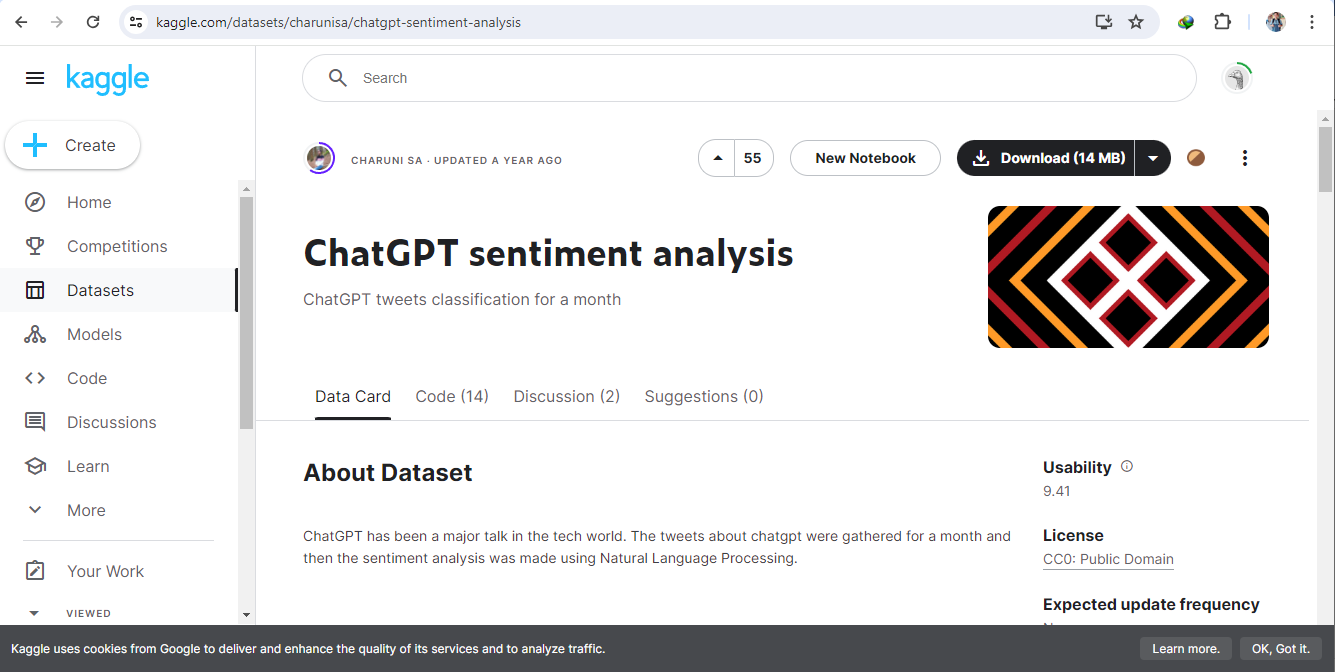 kaggle.com/datasets/charunisa/chatgpt-sentiment-analysis
kaggle
Search
Create
CHARUNI SA · UPDATED A YEAR AGO
55
New Notebook
Download (14 MB)
Home
Competitions
Datasets
Models
Code
Discussions
Learn
More
Your Work
VIEWED
ChatGPT sentiment analysis
ChatGPT tweets classification for a month
Data Card
Code (14)
Discussion (2)
Suggestions (0)
About Dataset
ChatGPT has been a major talk in the tech world. The tweets about chatgpt were gathered for a month and
then the sentiment analysis was made using Natural Language Processing.
Usability
9.41
License
CC0: Public Domain
Expected update frequency
Kaggle uses cookies from Google to deliver and enhance the quality of its services and to analyze traffic.
Learn more.
OK, Got it.